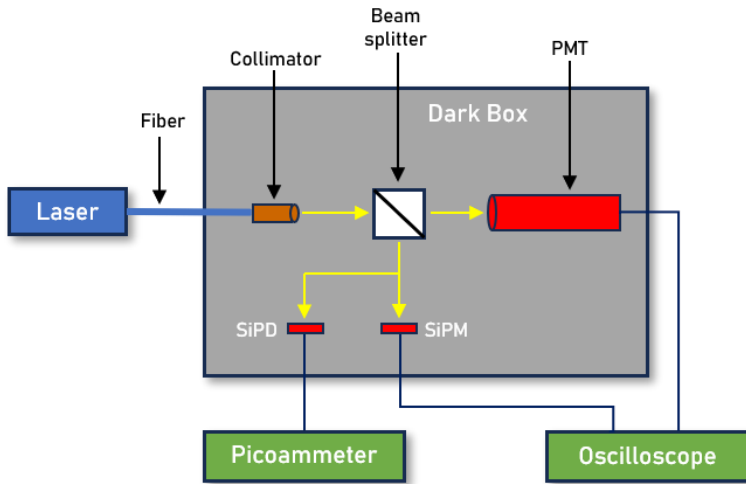 Beam
splitter
PMT
Collimator
Dark Box
Fiber
Laser
SiPD
SiPM
Picoammeter
Oscilloscope